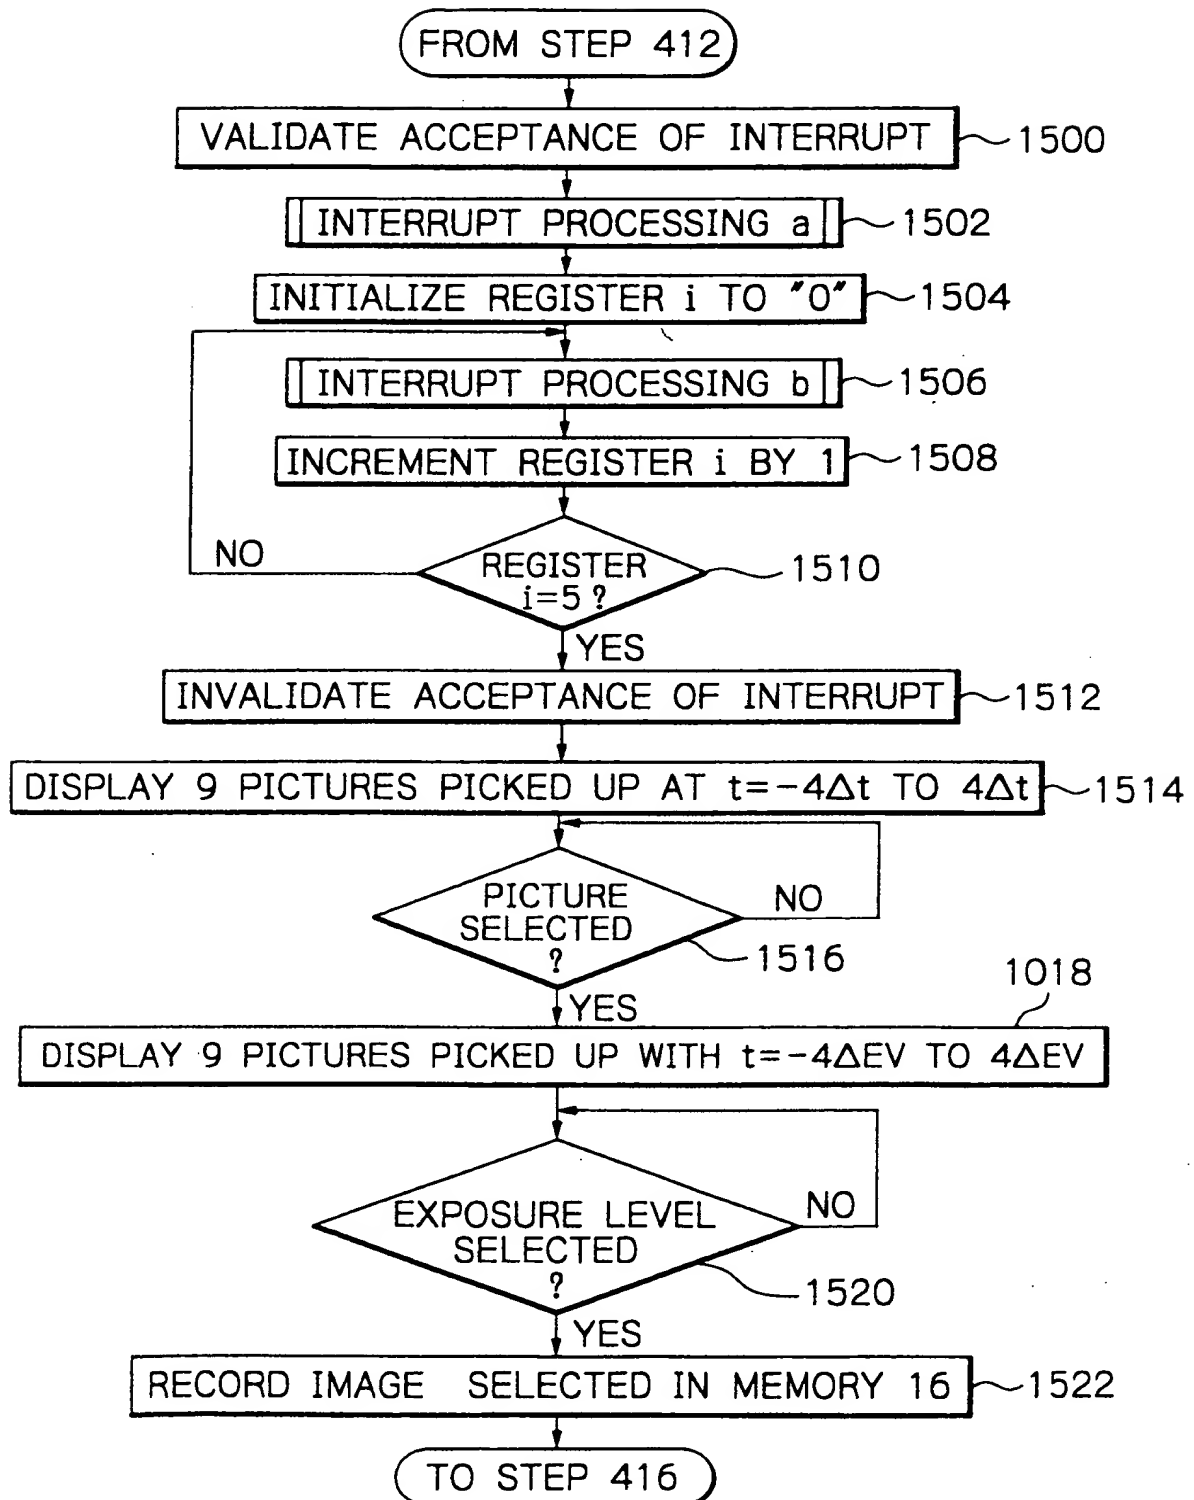 FROM STEP 412
VALIDATE ACCEPTANCE OF INTERRUPT
1500
INTERRUPT PROCESSING a
1502
INITIALIZE REGISTER i TO "0"
1504
INTERRUPT PROCESSING b
1506
INCREMENT REGISTER i BY 1
1508
NO
REGISTER
i=5 ?
1510
YES
INVALIDATE ACCEPTANCE OF INTERRUPT
1512
DISPLAY 9 PICTURES PICKED UP AT t=-4Δt TO 4Δt
1514
PICTURE
SELECTED
?
NO
1516
YES
1018
DISPLAY 9 PICTURES PICKED UP WITH t=-4ΔEV TO 4ΔEV
EXPOSURE LEVEL
SELECTED
?
NO
1520
YES
RECORD IMAGE SELECTED IN MEMORY 16
1522
TO STEP 416